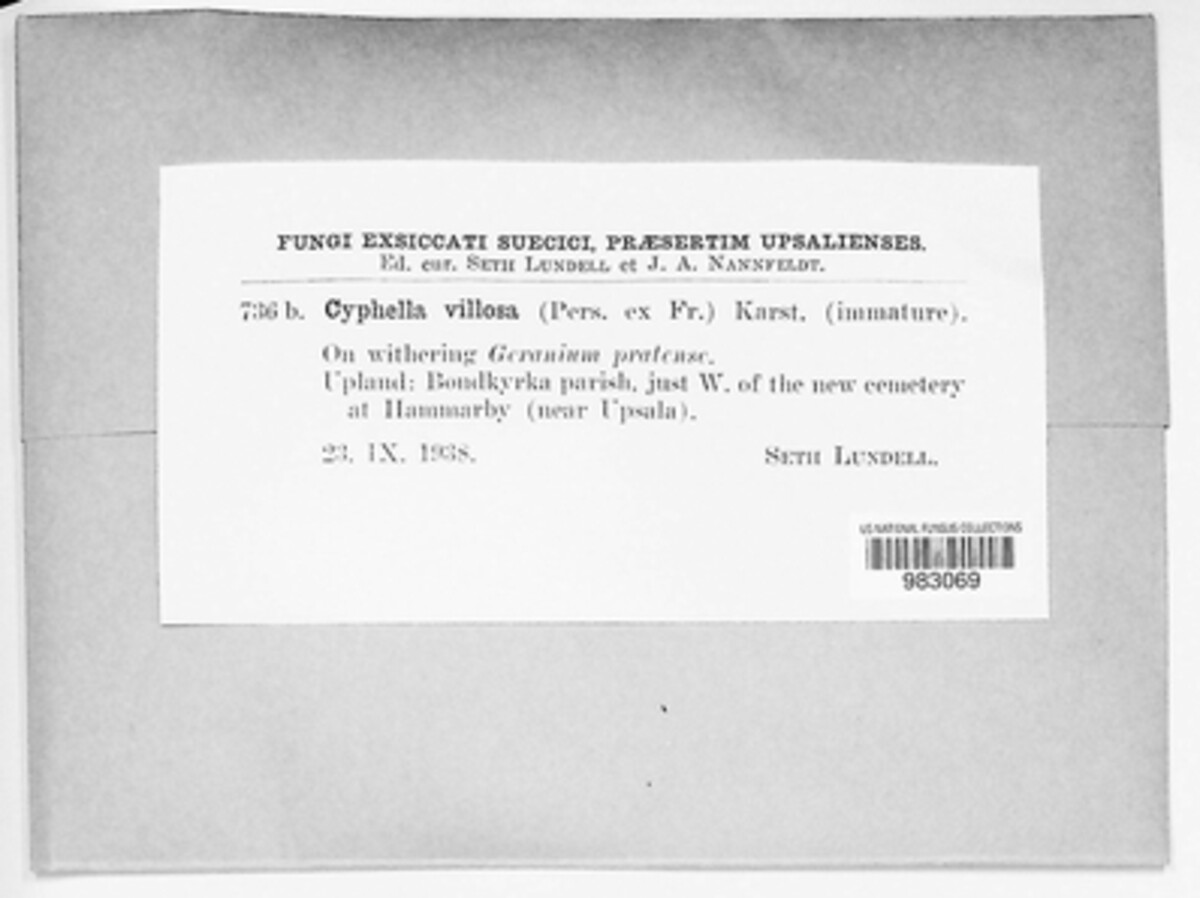 FUNGI EXSICCATI SUECICI, PRÆSERTIM UPSALIENSES.
Ed. cur. SETH LUNDELL et J. A. NANNFELDT.
736 b. Cyphella villosa (Pers. ex Fr.) Karst. (immature).
On withering Geranium pratense.
Upland: Bondkyrka parish, just W. of the new cemetery
at Hammarby (near Upsala).
23. IX. 1938. SETH LUNDELL.
US NATIONAL FUNGUS COLLECTIONS
983069